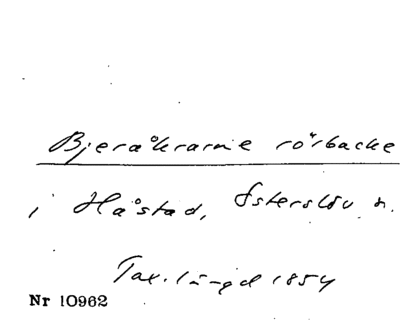 Bjeråkrarne rörbacke
i Håstad, Österslöv s.
Tax.längd 1854
Nr 10962